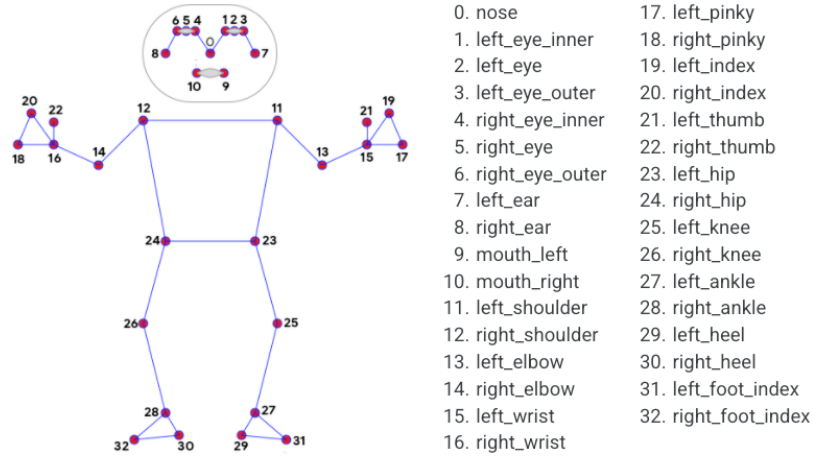 6 5 4 1 2 3
0
8 7
10 9
20 22 12 11 21 19
18 16 14 13 15 17
24 23
26 25
28 27
32 30 29 31
0. nose
1. left_eye_inner
2. left_eye
3. left_eye_outer
4. right_eye_inner
5. right_eye
6. right_eye_outer
7. left_ear
8. right_ear
9. mouth_left
10. mouth_right
11. left_shoulder
12. right_shoulder
13. left_elbow
14. right_elbow
15. left_wrist
16. right_wrist
17. left_pinky
18. right_pinky
19. left_index
20. right_index
21. left_thumb
22. right_thumb
23. left_hip
24. right_hip
25. left_knee
26. right_knee
27. left_ankle
28. right_ankle
29. left_heel
30. right_heel
31. left_foot_index
32. right_foot_index